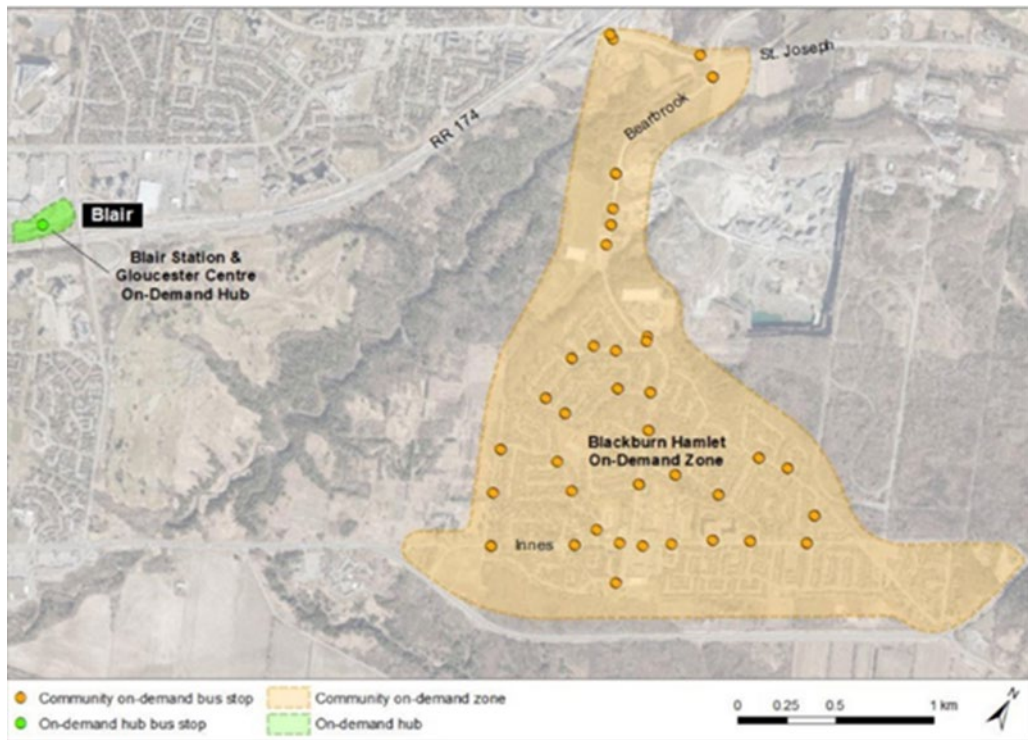 St. Joseph
Bearbrook
RR 174
Blair
Blair Station &
Gloucester Centre
On-Demand Hub
Blackburn Hamlet
On-Demand Zone
Innes
Community on-demand bus stop
Community on-demand zone
On-demand hub bus stop
On-demand hub
0 0.25 0.5 1 km
N